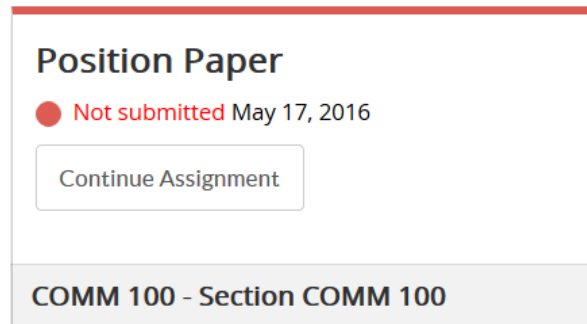 Position Paper
Not submitted May 17, 2016
Continue Assignment
COMM 100 - Section COMM 100